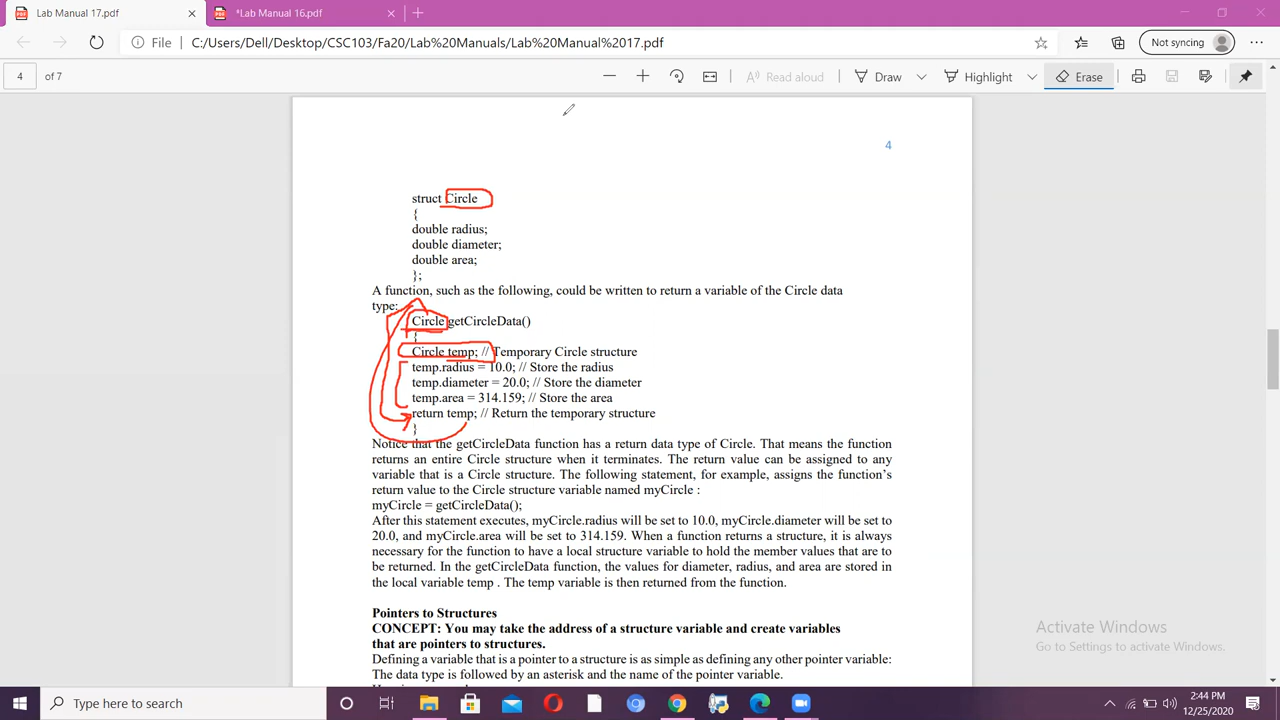 Lab Manual 17.pdf
*Lab Manual 16.pdf
File C:/Users/Dell/Desktop/CSC103/Fa20/Lab%20Manuals/Lab%20Manual%2017.pdf
Not syncing
4 of 7
Read aloud
Draw
Highlight
Erase
4
struct Circle
{
double radius;
double diameter;
double area;
};
A function, such as the following, could be written to return a variable of the Circle data
type:
Circle getCircleData()
{
Circle temp; // Temporary Circle structure
temp.radius = 10.0; // Store the radius
temp.diameter = 20.0; // Store the diameter
temp.area = 314.159; // Store the area
return temp; // Return the temporary structure
}
Notice that the getCircleData function has a return data type of Circle. That means the function
returns an entire Circle structure when it terminates. The return value can be assigned to any
variable that is a Circle structure. The following statement, for example, assigns the function's
return value to the Circle structure variable named myCircle :
myCircle = getCircleData();
After this statement executes, myCircle.radius will be set to 10.0, myCircle.diameter will be set to
20.0, and myCircle.area will be set to 314.159. When a function returns a structure, it is always
necessary for the function to have a local structure variable to hold the member values that are to
be returned. In the getCircleData function, the values for diameter, radius, and area are stored in
the local variable temp . The temp variable is then returned from the function.
Pointers to Structures
CONCEPT: You may take the address of a structure variable and create variables
that are pointers to structures.
Defining a variable that is a pointer to a structure is as simple as defining any other pointer variable:
The data type is followed by an asterisk and the name of the pointer variable.
Activate Windows
Go to Settings to activate Windows.
Type here to search
2:44 PM
12/25/2020